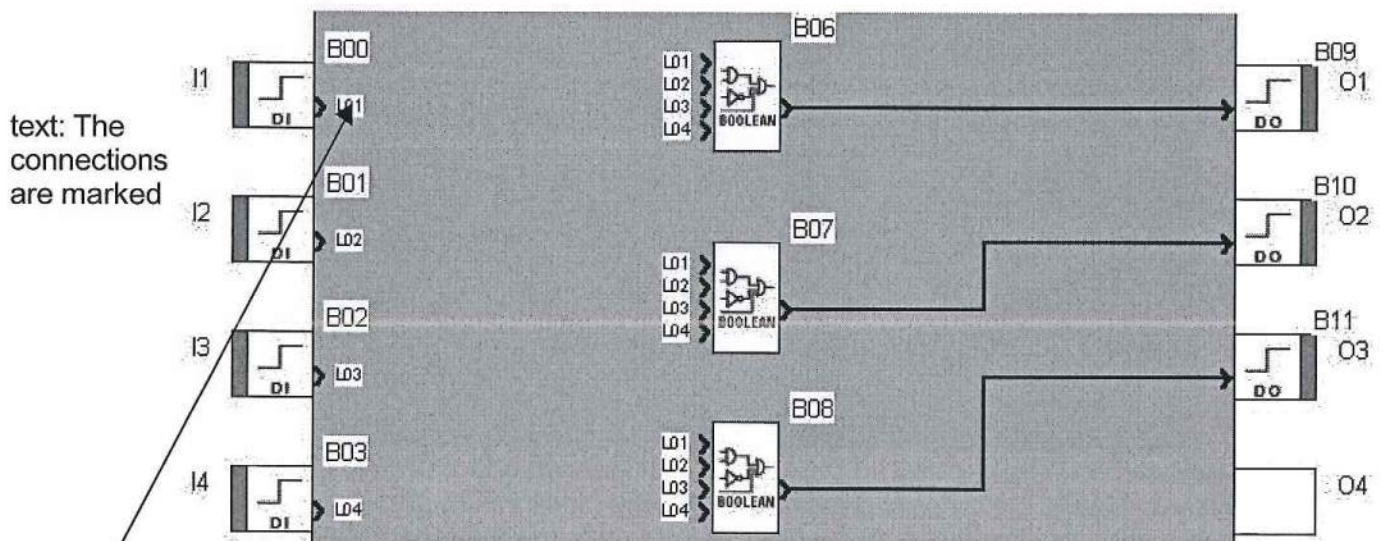 text: The
connections
are marked
I1
B00
DI
L01
I2
B01
DI
L02
I3
B02
DI
L03
I4
B03
DI
L04
B06
L01
L02
L03
L04
BOOLEAN
B07
L01
L02
L03
L04
BOOLEAN
B08
L01
L02
L03
L04
BOOLEAN
B09
O1
DO
B10
O2
DO
B11
O3
DO
O4